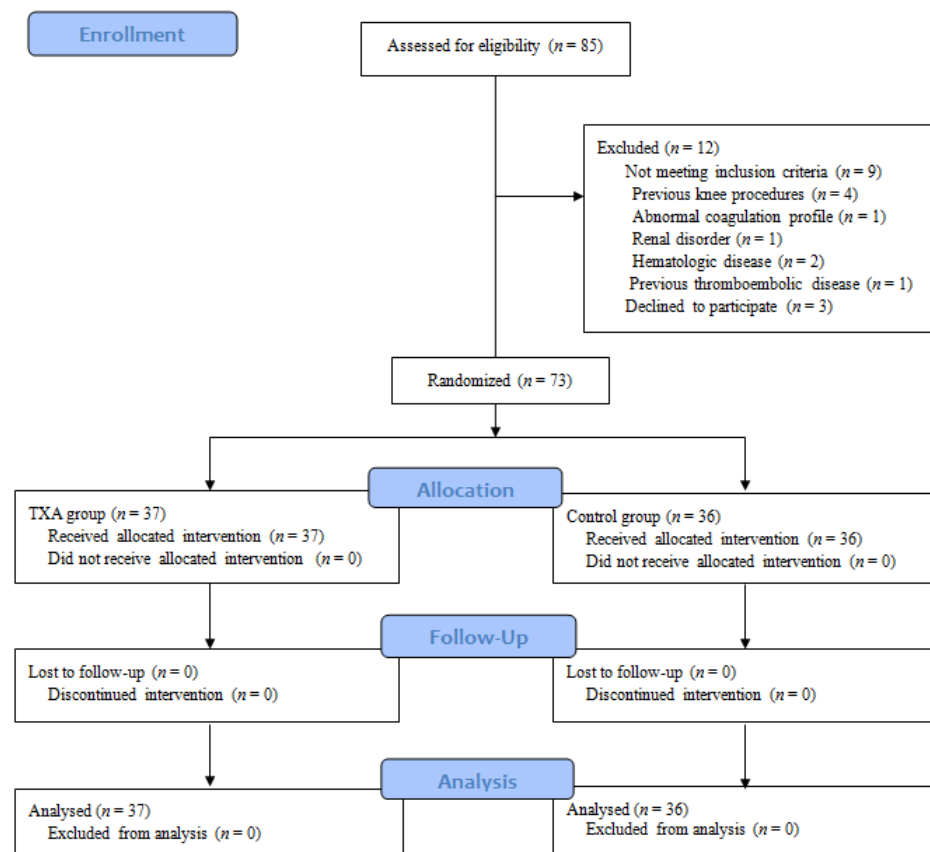 Enrollment
Assessed for eligibility (n = 85)
Excluded (n = 12)
Not meeting inclusion criteria (n = 9)
Previous knee procedures (n = 4)
Abnormal coagulation profile (n = 1)
Renal disorder (n = 1)
Hematologic disease (n = 2)
Previous thromboembolic disease (n = 1)
Declined to participate (n = 3)
Randomized (n = 73)
Allocation
TXA group (n = 37)
Received allocated intervention (n = 37)
Did not receive allocated intervention (n = 0)
Control group (n = 36)
Received allocated intervention (n = 36)
Did not receive allocated intervention (n = 0)
Follow-Up
Lost to follow-up (n = 0)
Discontinued intervention (n = 0)
Lost to follow-up (n = 0)
Discontinued intervention (n = 0)
Analysis
Analysed (n = 37)
Excluded from analysis (n = 0)
Analysed (n = 36)
Excluded from analysis (n = 0)